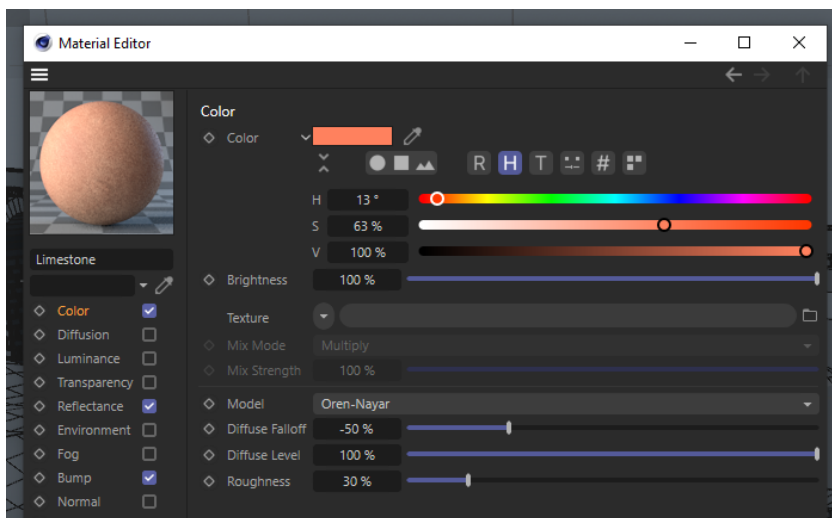 Material Editor
Color
Color
R H T #
H 13 °
S 63 %
V 100 %
Limestone
Brightness 100 %
Color
Texture
Diffusion
Mix Mode Multiply
Luminance
Mix Strength 100 %
Transparency
Reflectance
Model Oren-Nayar
Environment
Diffuse Falloff -50 %
Fog
Diffuse Level 100 %
Bump
Roughness 30 %
Normal